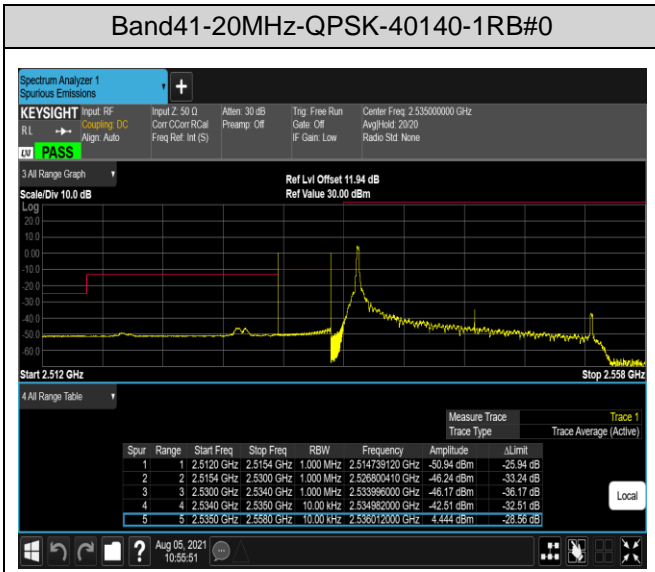 Band41-20MHz-QPSK-40140-1RB#0
Spectrum Analyzer 1
Spurious Emissions
KEYSIGHT Input: RF Input Z: 50 Ω Atten: 30 dB Trig: Free Run Center Freq: 2.535000000 GHz
RL Coupling: DC Corr CCorr RCal Preamp: Off Gate: Off Avg|Hold: 20/20
Align: Auto Freq Ref: Int (S) IF Gain: Low Radio Std: None
LXI PASS
3 All Range Graph
Ref Lvl Offset 11.94 dB
Scale/Div 10.0 dB Ref Value 30.00 dBm
Log
20.0
10.0
0.00
-10.0
-20.0
-30.0
-40.0
-50.0
-60.0
Start 2.512 GHz Stop 2.558 GHz
4 All Range Table
Measure Trace Trace 1
Trace Type Trace Average (Active)
Spur Range Start Freq Stop Freq RBW Frequency Amplitude ΔLimit
1 1 2.5120 GHz 2.5154 GHz 1.000 MHz 2.514739120 GHz -50.94 dBm -25.94 dB
2 2 2.5154 GHz 2.5300 GHz 1.000 MHz 2.526800410 GHz -46.24 dBm -33.24 dB
3 3 2.5300 GHz 2.5340 GHz 1.000 MHz 2.533996000 GHz -46.17 dBm -36.17 dB
4 4 2.5340 GHz 2.5350 GHz 10.00 kHz 2.534982000 GHz -42.51 dBm -32.51 dB
5 5 2.5350 GHz 2.5580 GHz 10.00 kHz 2.536012000 GHz 4.444 dBm -28.56 dB
Local
Aug 05, 2021
10:55:51